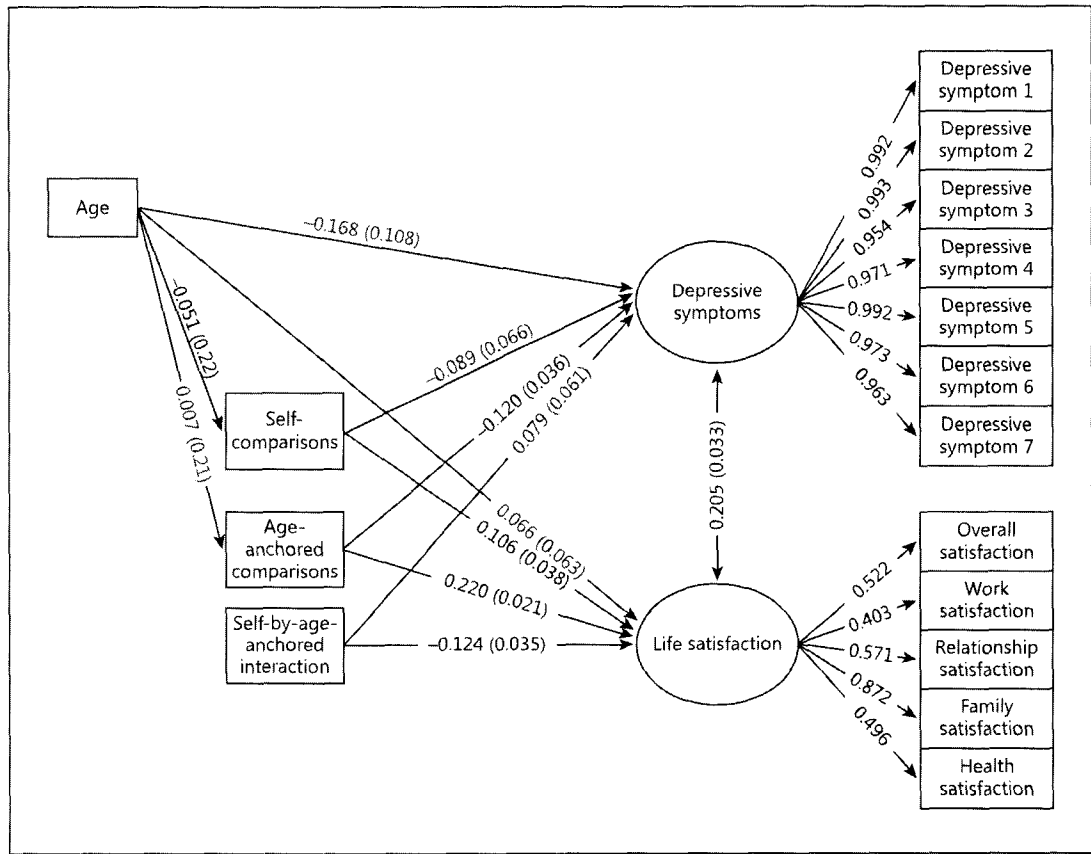 Age
Self-
comparisons
Age-
anchored
comparisons
Self-by-age-
anchored
interaction
–0.168 (0.108)
–0.051 (0.22)
0.007 (0.21)
–0.089 (0.066)
–0.120 (0.036)
0.079 (0.061)
0.066 (0.063)
0.106 (0.038)
0.220 (0.021)
–0.124 (0.035)
Depressive
symptoms
0.205 (0.033)
Life satisfaction
0.992
0.993
0.954
0.971
0.992
0.973
0.963
Depressive
symptom 1
Depressive
symptom 2
Depressive
symptom 3
Depressive
symptom 4
Depressive
symptom 5
Depressive
symptom 6
Depressive
symptom 7
0.522
0.403
0.571
0.872
0.496
Overall
satisfaction
Work
satisfaction
Relationship
satisfaction
Family
satisfaction
Health
satisfaction